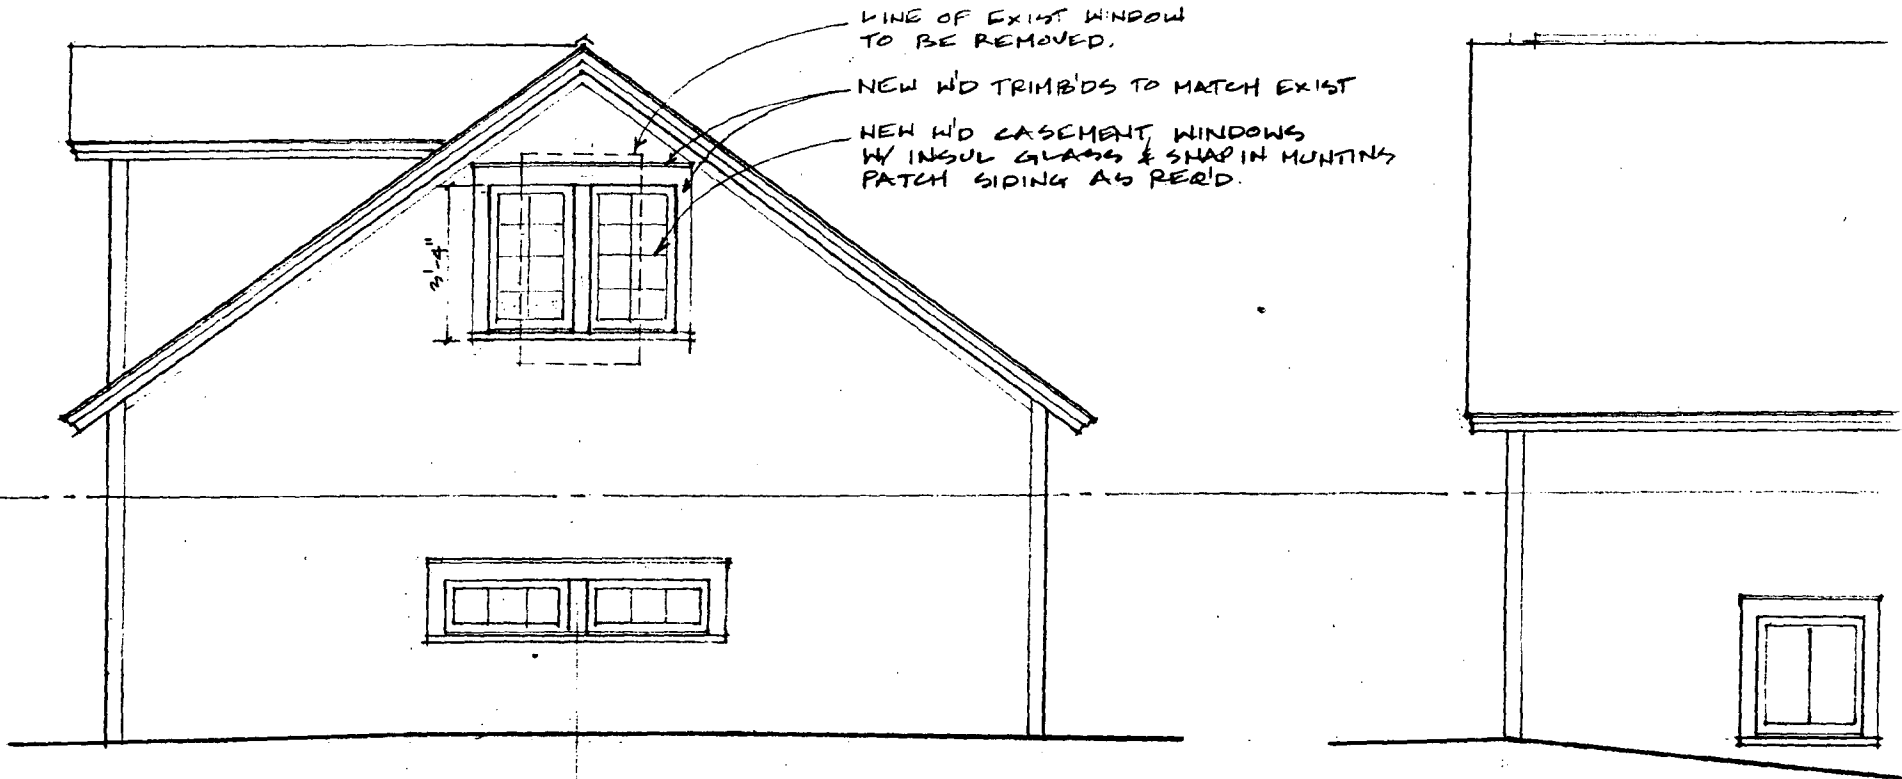 LINE OF EXIST WINDOW
TO BE REMOVED.
NEW W'D TRIMB'DS TO MATCH EXIST
NEW W'D CASEMENT WINDOWS
W/ INSUL GLASS & SNAP IN MUNTINS
PATCH SIDING AS REQ'D.
3'-4"